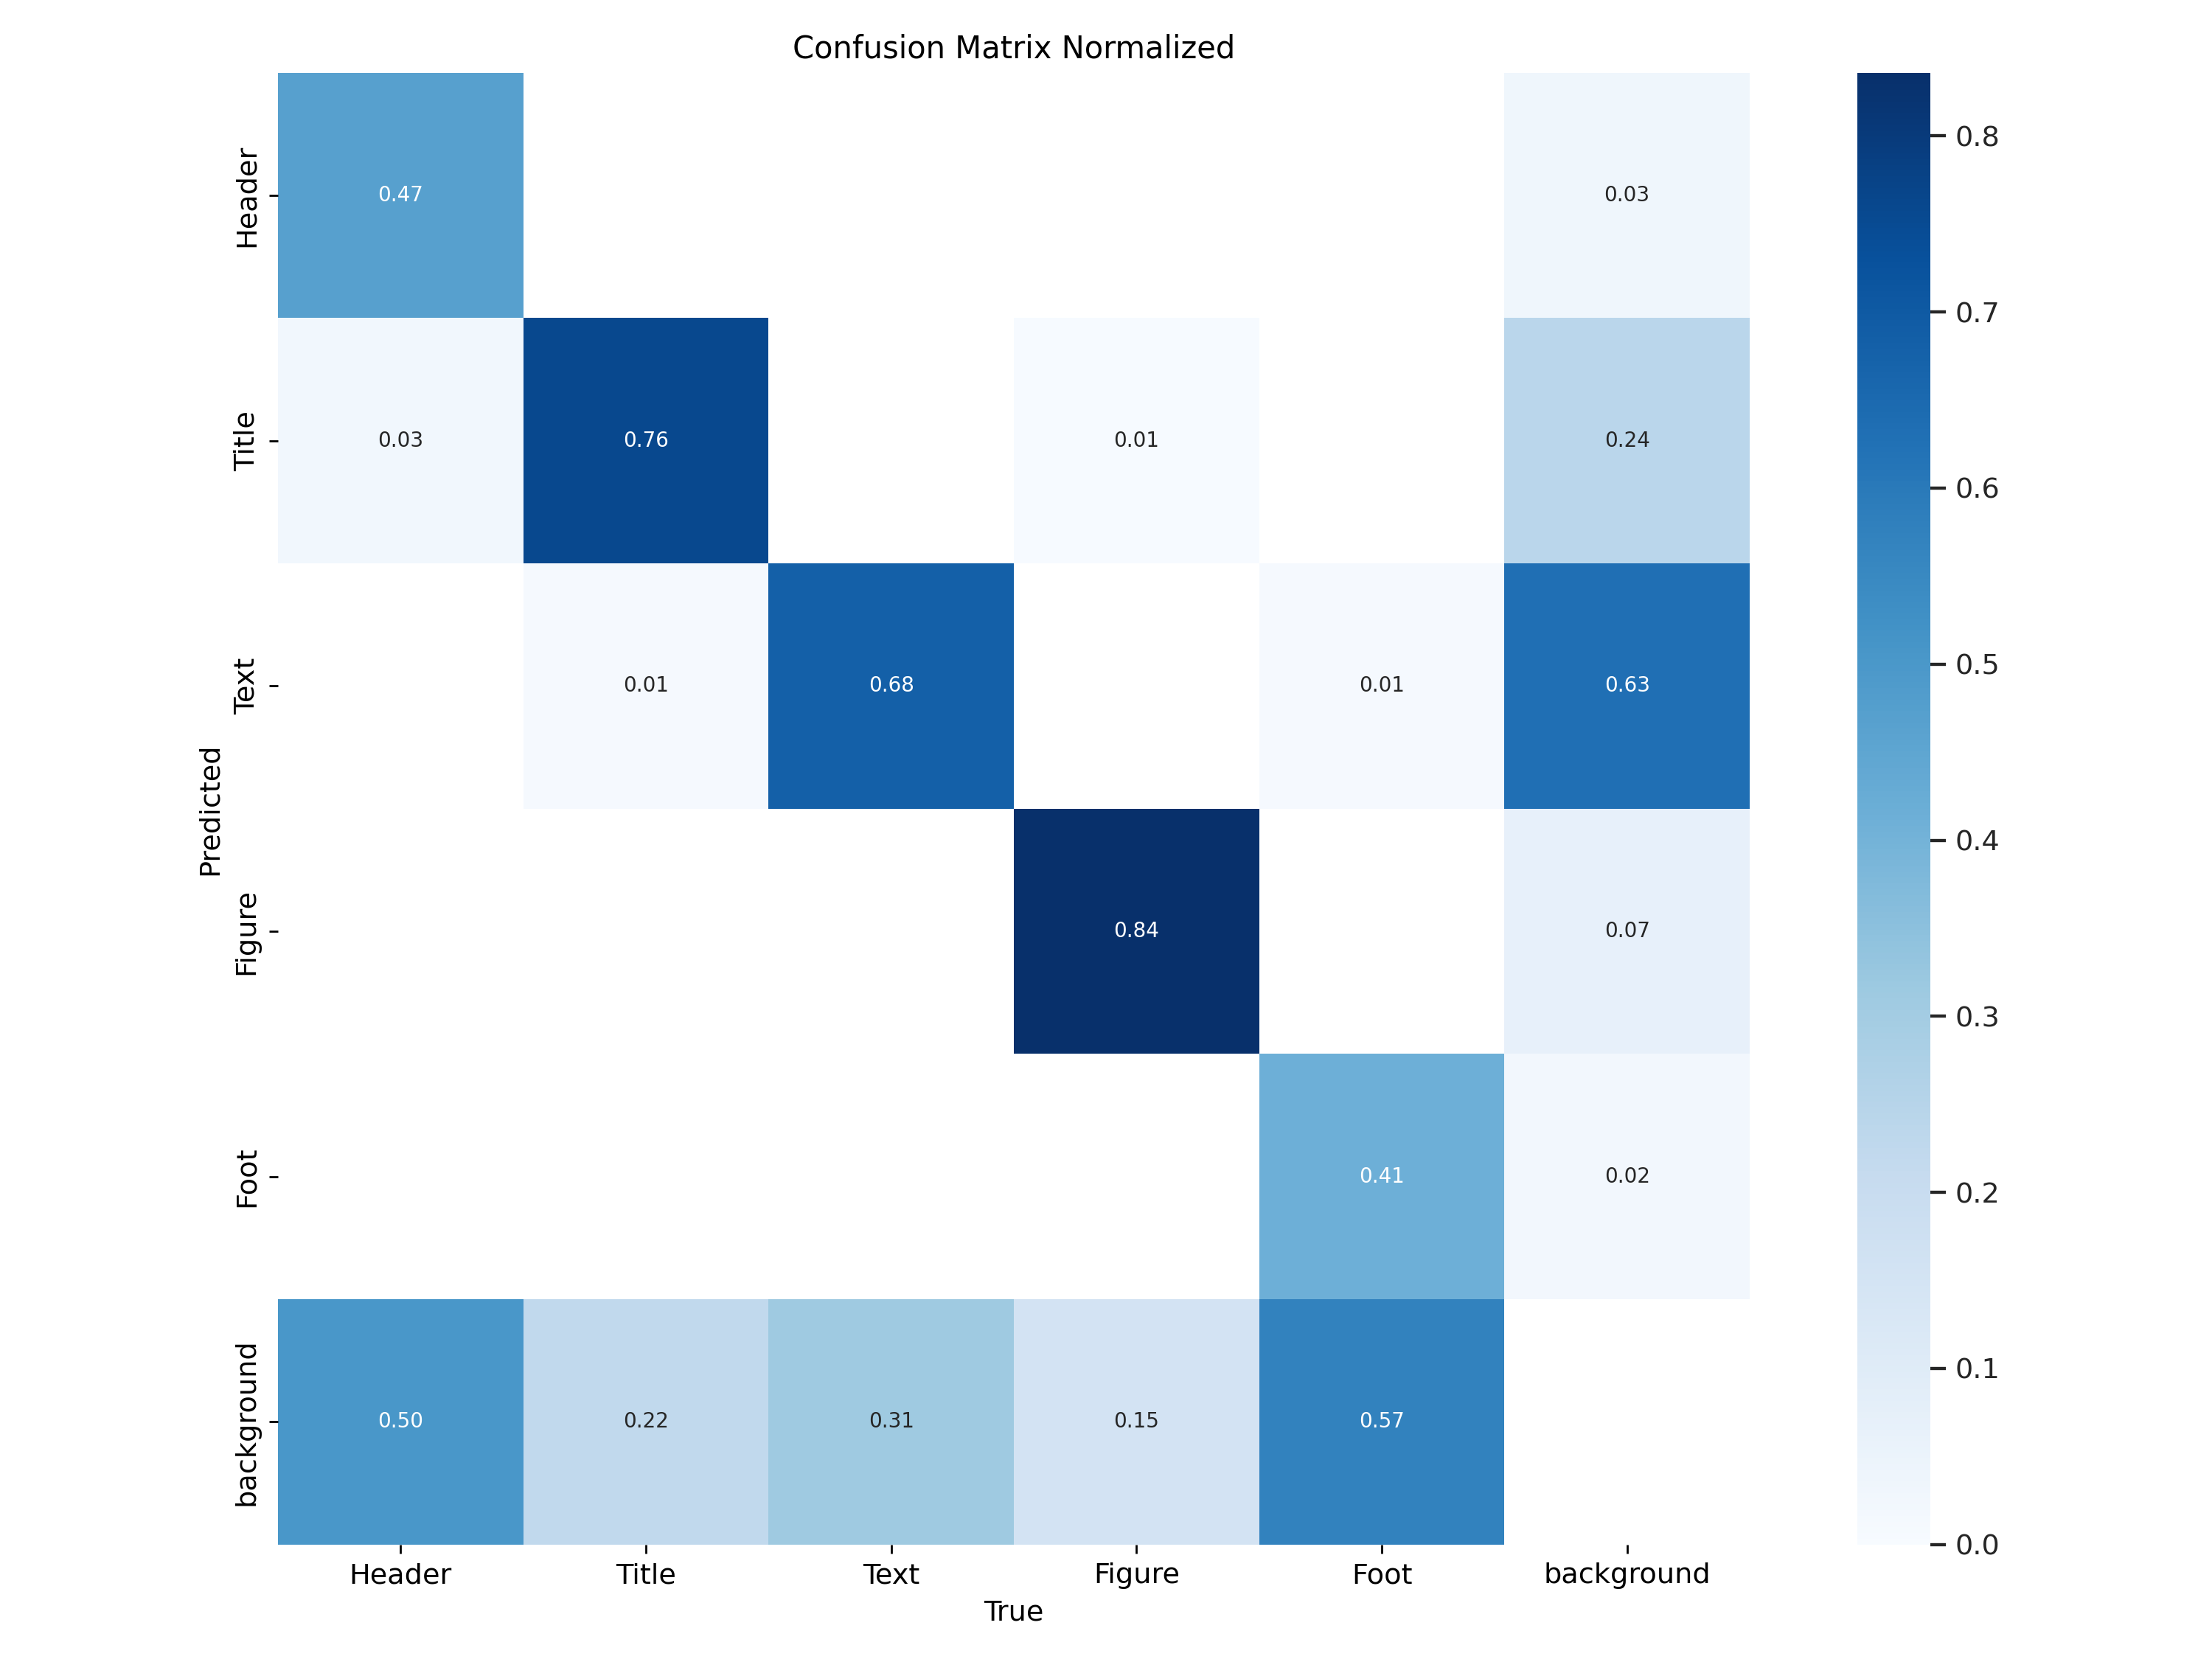 Confusion Matrix Normalized
Header 0.47 0.03 0.8
0.7
Title 0.03 0.76 0.01 0.24
0.6
Text 0.01 0.68 0.01 0.63
0.5
Predicted
0.4
Figure 0.84 0.07
0.3
Foot 0.41 0.02
0.2
0.1
background 0.50 0.22 0.31 0.15 0.57
0.0
Header Title Text Figure Foot background
True